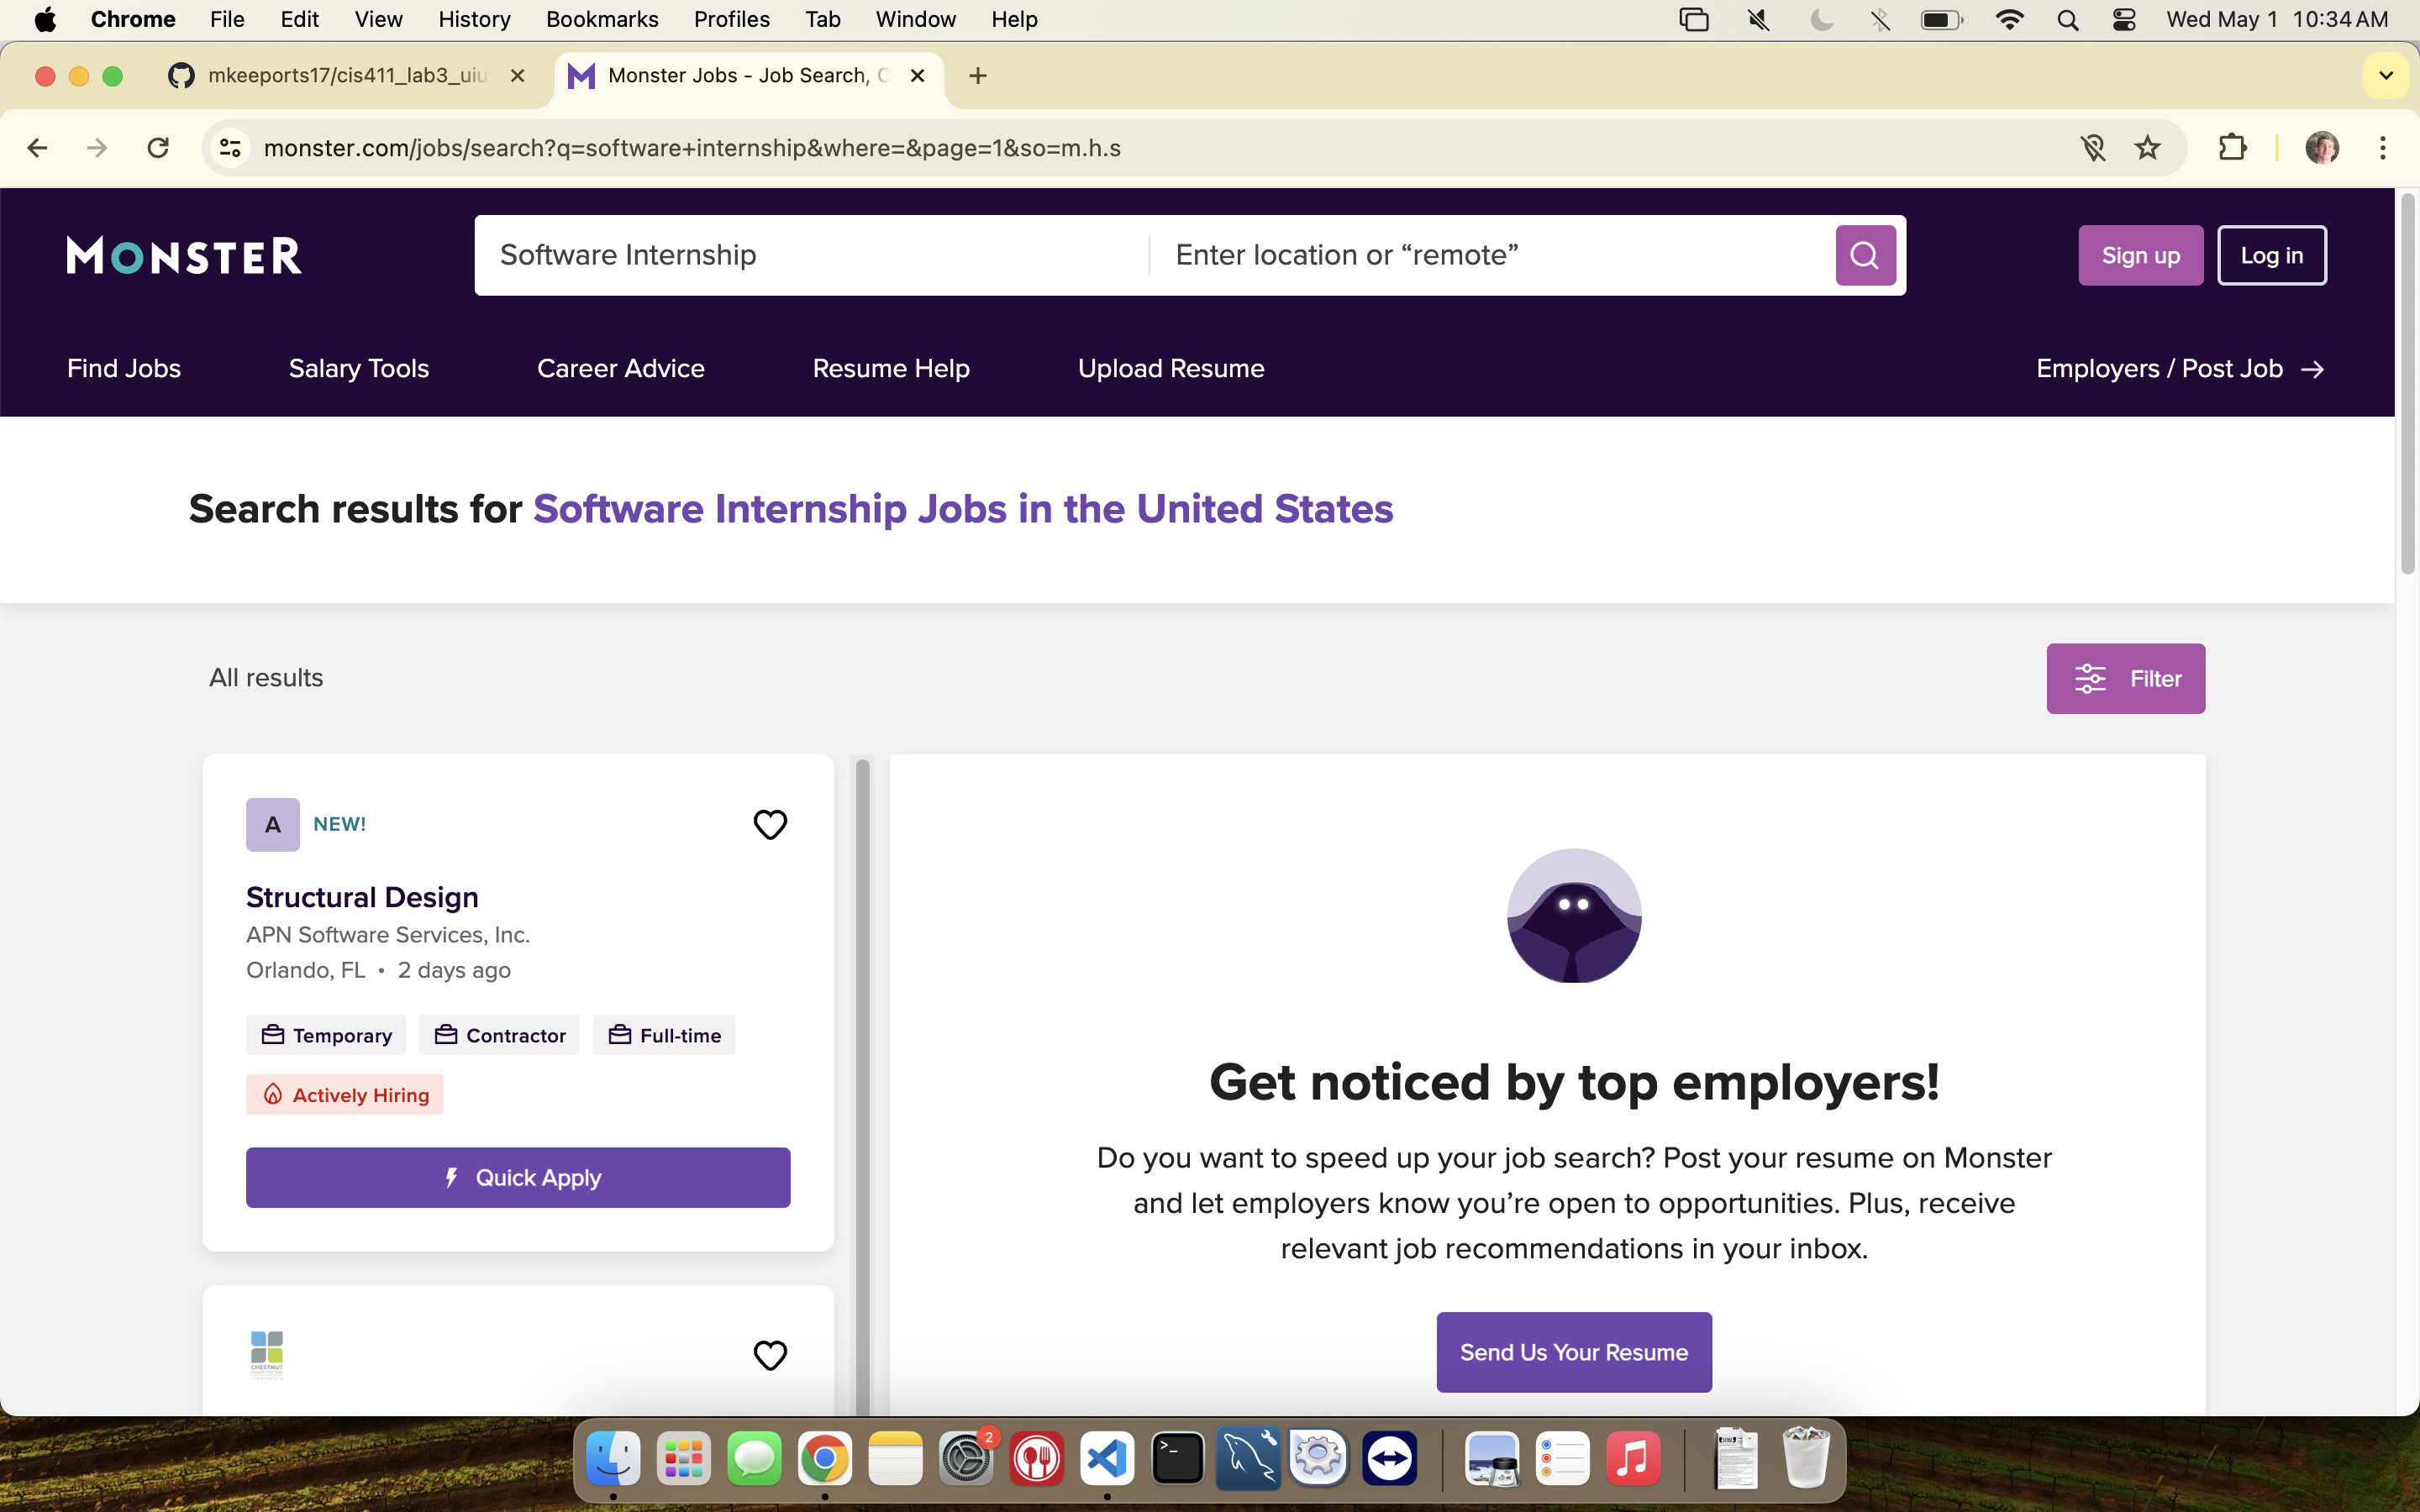 Chrome File Edit View History Bookmarks Profiles Tab Window Help Wed May 1 10:34 AM
mkeeports17/cis411_lab3_uiu Monster Jobs - Job Search, C
monster.com/jobs/search?q=software+internship&where=&page=1&so=m.h.s
MONSTER Software Internship Enter location or “remote” Sign up Log in
Find Jobs Salary Tools Career Advice Resume Help Upload Resume Employers / Post Job
Search results for Software Internship Jobs in the United States
All results Filter
A NEW!
Structural Design
APN Software Services, Inc.
Orlando, FL • 2 days ago
Temporary Contractor Full-time
Actively Hiring
Quick Apply
CHESTNUT
Get noticed by top employers!
Do you want to speed up your job search? Post your resume on Monster
and let employers know you’re open to opportunities. Plus, receive
relevant job recommendations in your inbox.
Send Us Your Resume
2